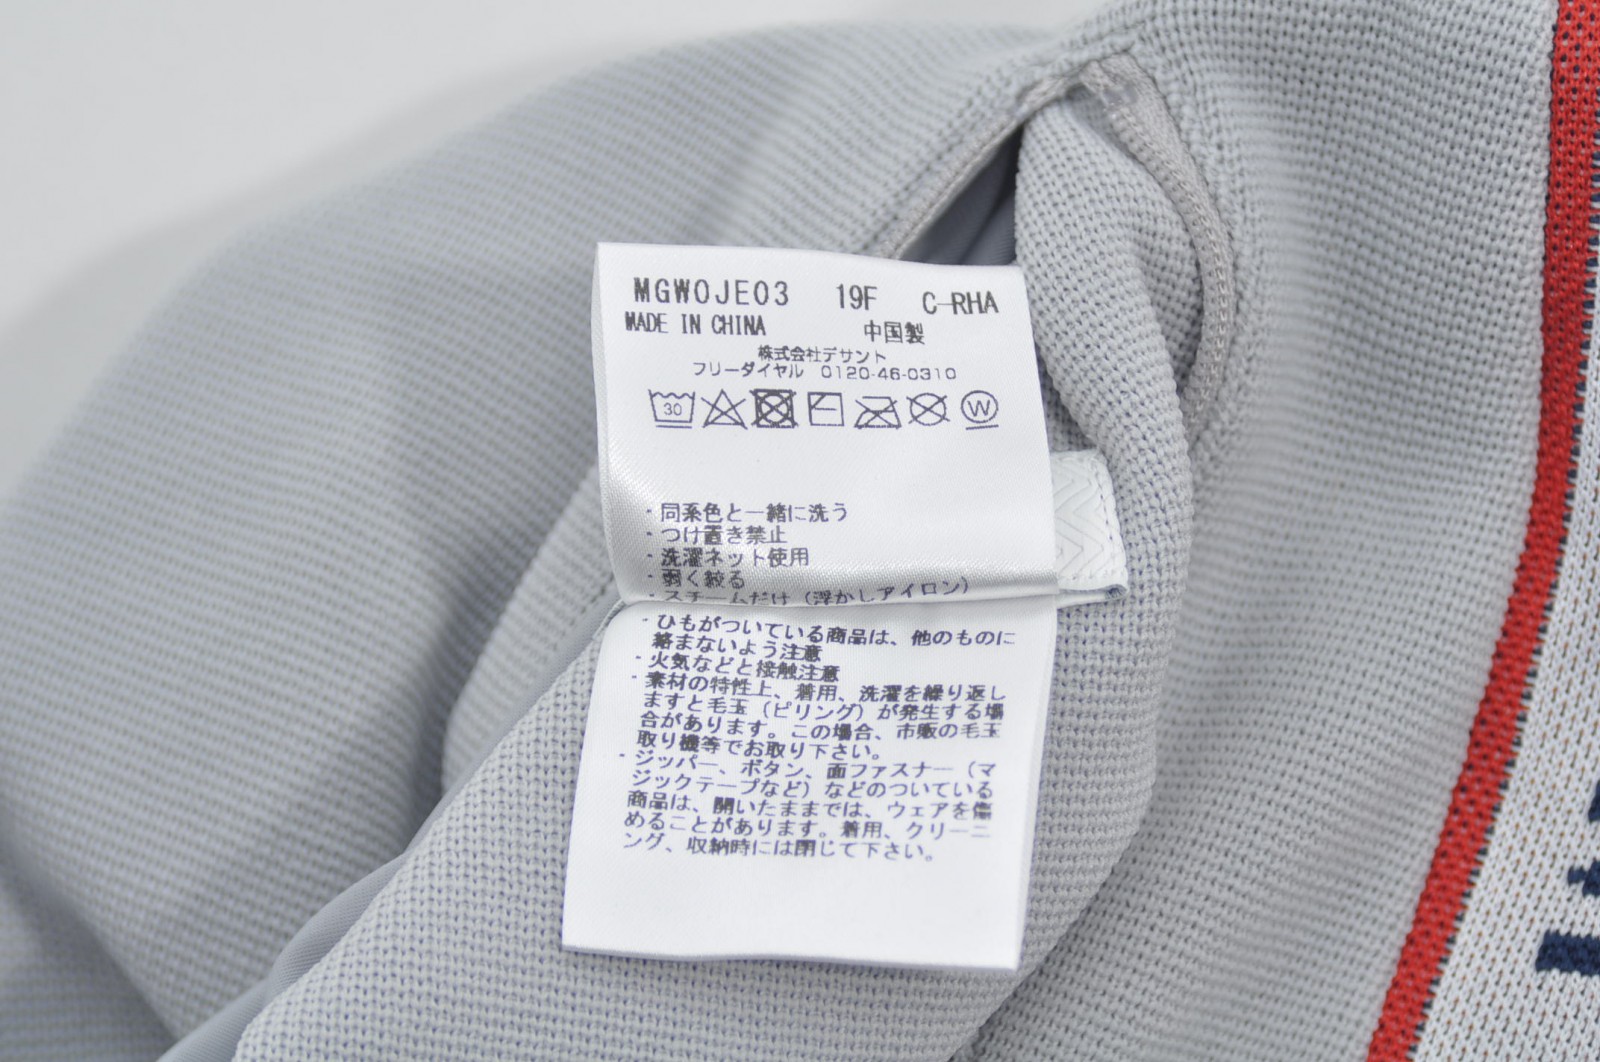 MGWOJE03 19F C-RHA
MADE IN CHINA 中国製
株式会社デサント
フリーダイヤル 0120-46-0310
30 W
・同系色と一緒に洗う
・つけ置き禁止
・洗濯ネット使用
・弱く絞る
・スチームだけ（浮かしアイロン）
・ひもがついている商品は、他のものに
絡まないよう注意
・火気などと接触注意
・素材の特性上、着用、洗濯を繰り返し
ますと毛玉（ピリング）が発生する場
合があります。この場合、市販の毛玉
取り機等でお取り下さい。
・ジッパー、ボタン、面ファスナー（マ
ジックテープなど）などのついている
商品は、開いたままでは、ウェアを傷
めることがあります。着用、クリーニ
ング、収納時には閉じて下さい。